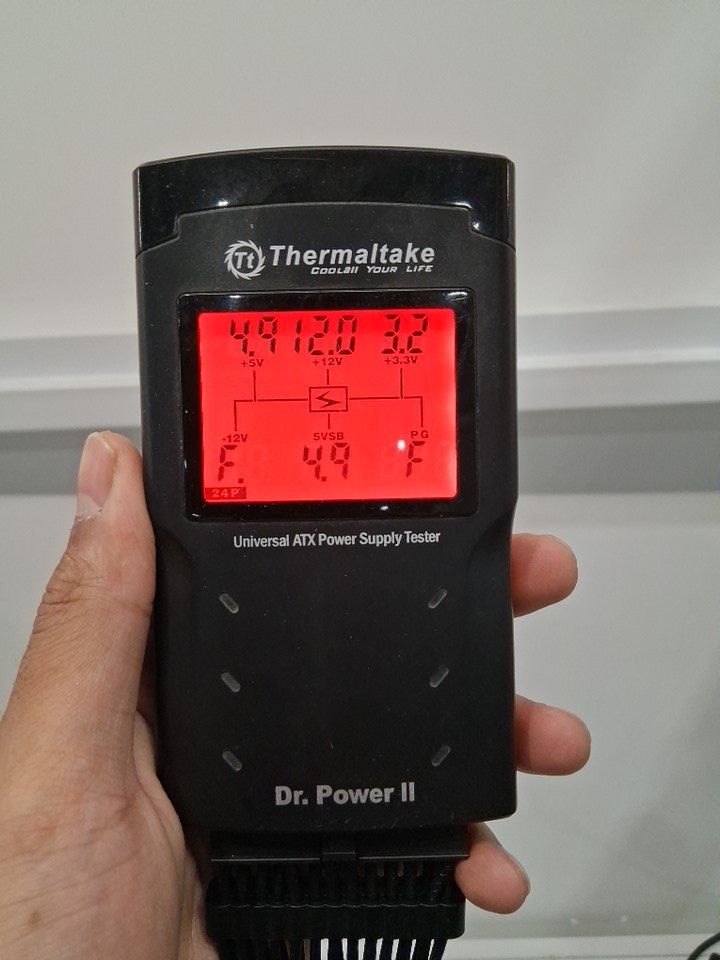 Tt Thermaltake
COOLall YOUR LIFE
4.9 12.0 3.2
+5V +12V +3.3V
-12V 5VSB PG
F. 4.9 F
24P
Universal ATX Power Supply Tester
Dr. Power II